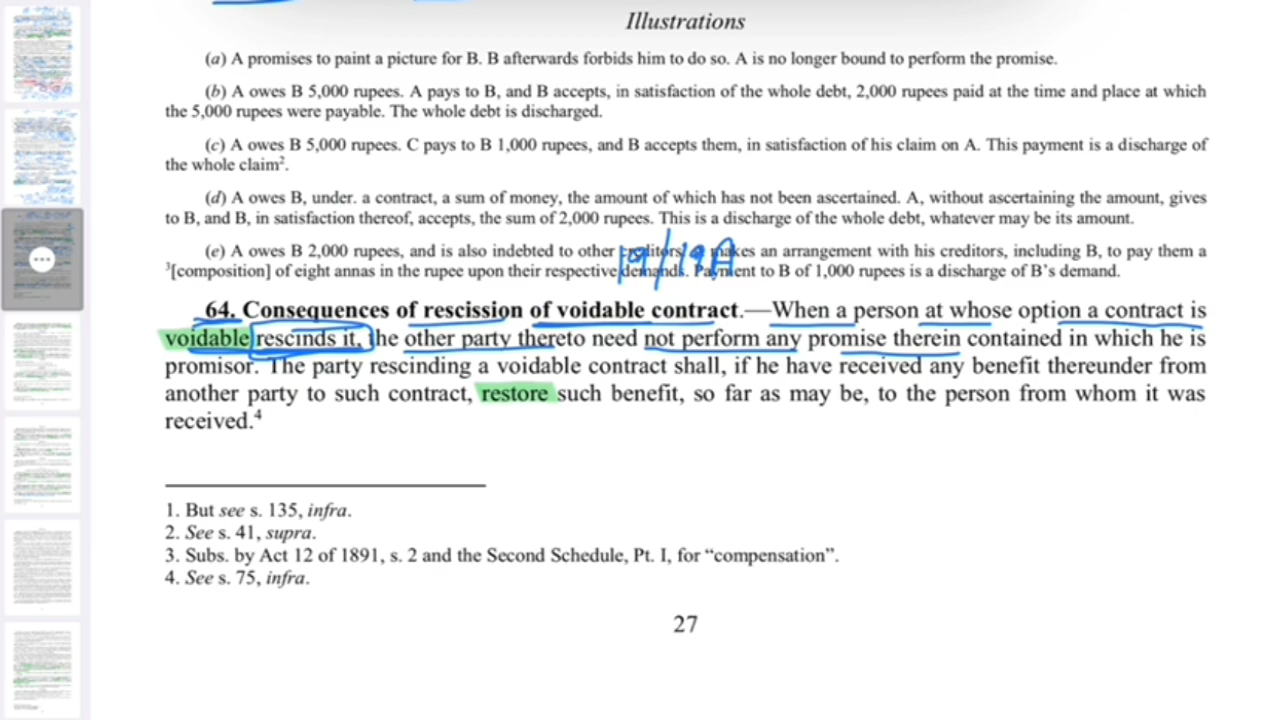 Illustrations
(a) A promises to paint a picture for B. B afterwards forbids him to do so. A is no longer bound to perform the promise.
(b) A owes B 5,000 rupees. A pays to B, and B accepts, in satisfaction of the whole debt, 2,000 rupees paid at the time and place at which
the 5,000 rupees were payable. The whole debt is discharged.
(c) A owes B 5,000 rupees. C pays to B 1,000 rupees, and B accepts them, in satisfaction of his claim on A. This payment is a discharge of
the whole claim².
(d) A owes B, under. a contract, a sum of money, the amount of which has not been ascertained. A, without ascertaining the amount, gives
to B, and B, in satisfaction thereof, accepts, the sum of 2,000 rupees. This is a discharge of the whole debt, whatever may be its amount.
19/19A
(e) A owes B 2,000 rupees, and is also indebted to other creditors. makes an arrangement with his creditors, including B, to pay them a
³[composition] of eight annas in the rupee upon their respective demands. Payment to B of 1,000 rupees is a discharge of B's demand.
64. Consequences of rescission of voidable contract.—When a person at whose option a contract is
voidable rescinds it, the other party thereto need not perform any promise therein contained in which he is
promisor. The party rescinding a voidable contract shall, if he have received any benefit thereunder from
another party to such contract, restore such benefit, so far as may be, to the person from whom it was
received.⁴
1. But see s. 135, infra.
2. See s. 41, supra.
3. Subs. by Act 12 of 1891, s. 2 and the Second Schedule, Pt. I, for “compensation”.
4. See s. 75, infra.
27